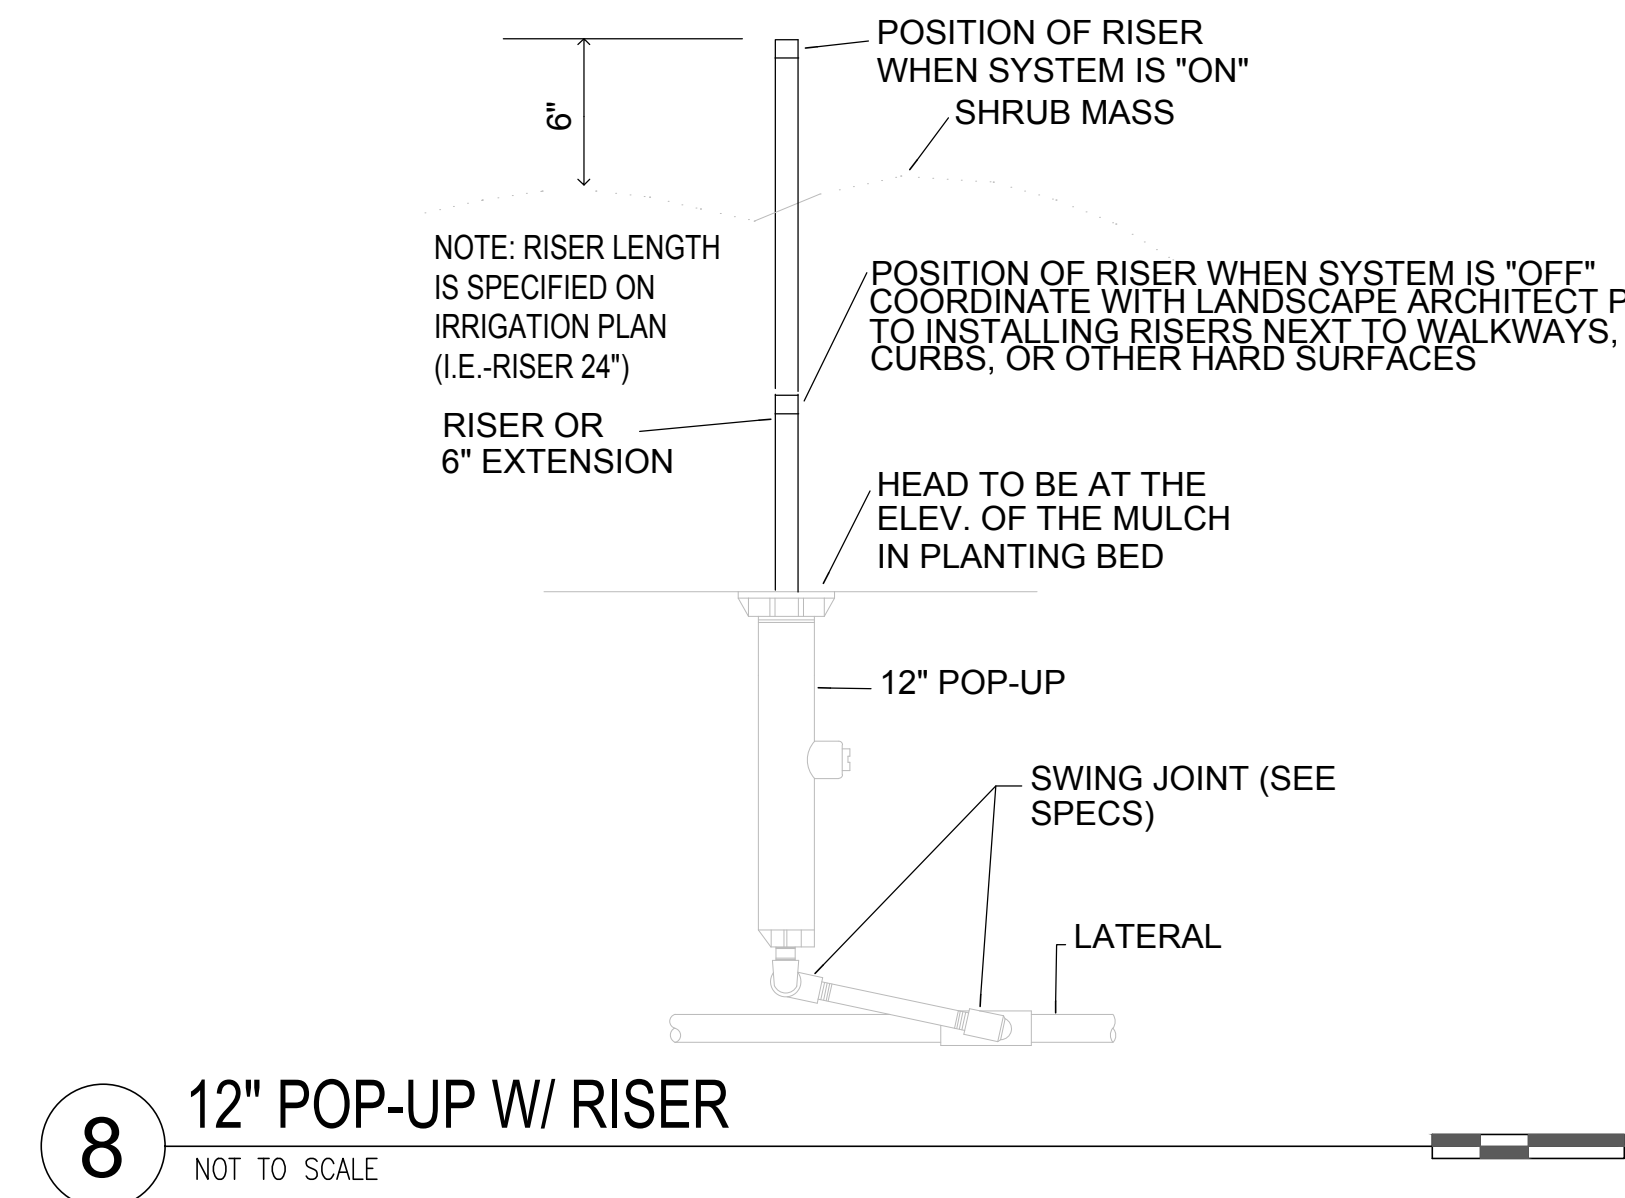 POSITION OF RISER
WHEN SYSTEM IS "ON"
SHRUB MASS
6"
NOTE: RISER LENGTH
IS SPECIFIED ON
IRRIGATION PLAN
(I.E.-RISER 24")
POSITION OF RISER WHEN SYSTEM IS "OFF"
COORDINATE WITH LANDSCAPE ARCHITECT
TO INSTALLING RISERS NEXT TO WALKWAYS,
CURBS, OR OTHER HARD SURFACES
RISER OR
6" EXTENSION
HEAD TO BE AT THE
ELEV. OF THE MULCH
IN PLANTING BED
12" POP-UP
SWING JOINT (SEE
SPECS)
LATERAL
8
12" POP-UP W/ RISER
NOT TO SCALE